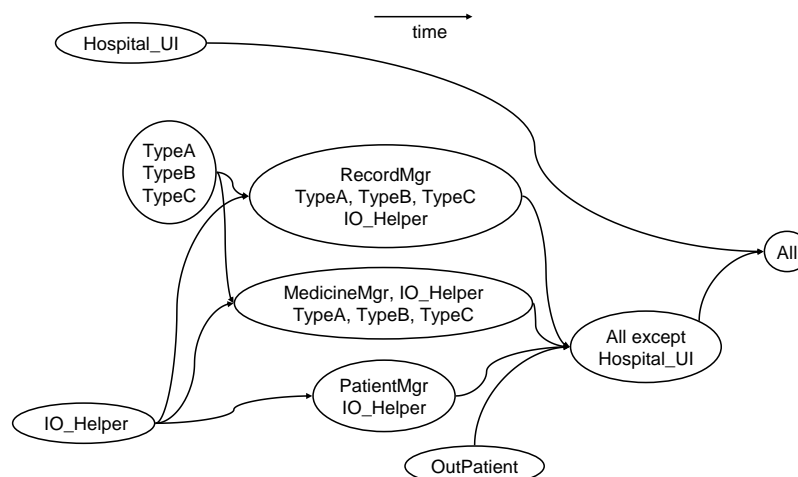 time
Hospital_UI
TypeA
TypeB
TypeC
RecordMgr
TypeA, TypeB, TypeC
IO_Helper
All
MedicineMgr, IO_Helper
TypeA, TypeB, TypeC
All except
Hospital_UI
PatientMgr
IO_Helper
IO_Helper
OutPatient